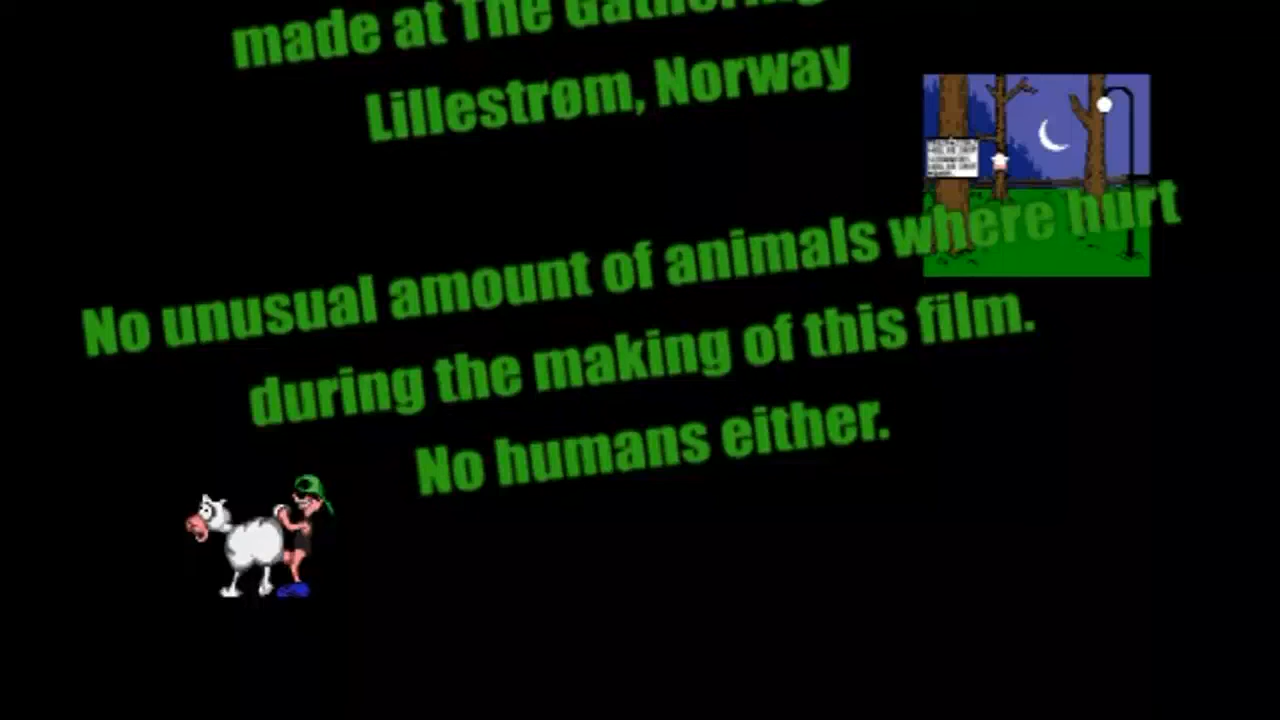 made at The Gathering
Lillestrøm, Norway
No unusual amount of animals where hurt
during the making of this film.
No humans either.